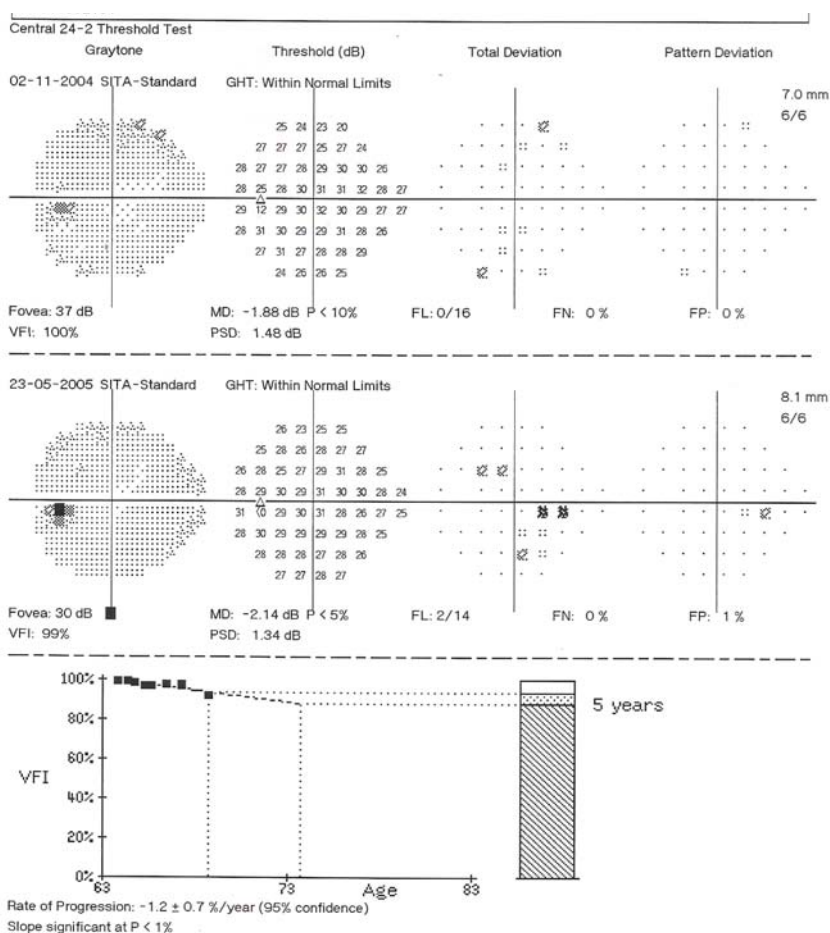 Central 24-2 Threshold Test
Graytone Threshold (dB) Total Deviation Pattern Deviation
02-11-2004 SITA-Standard GHT: Within Normal Limits
7.0 mm
6/6
25 24 23 20
27 27 27 25 27 24
28 27 27 28 29 30 30 26
28 25 28 30 31 31 32 28 27
29 12 29 30 32 30 29 27 27
28 31 30 29 29 31 28 26
27 31 27 28 28 29
24 26 26 25
Fovea: 37 dB MD: -1.88 dB P < 10% FL: 0/16 FN: 0 % FP: 0 %
VFI: 100% PSD: 1.48 dB
23-05-2005 SITA-Standard GHT: Within Normal Limits
8.1 mm
6/6
26 23 25 25
25 28 26 28 27 27
26 28 25 27 29 31 28 25
28 29 30 29 31 30 30 28 24
31 <0 29 30 31 28 26 27 25
28 30 29 29 29 29 28 25
28 28 28 27 28 26
27 27 28 27
Fovea: 30 dB MD: -2.14 dB P < 5% FL: 2/14 FN: 0% FP: 1 %
VFI: 99% PSD: 1.34 dB
100%
80%
60%
VFI
40%
20%
0%
63 73 Age 83
5 years
Rate of Progression: -1.2 ± 0.7 %/year (95% confidence)
Slope significant at P < 1%